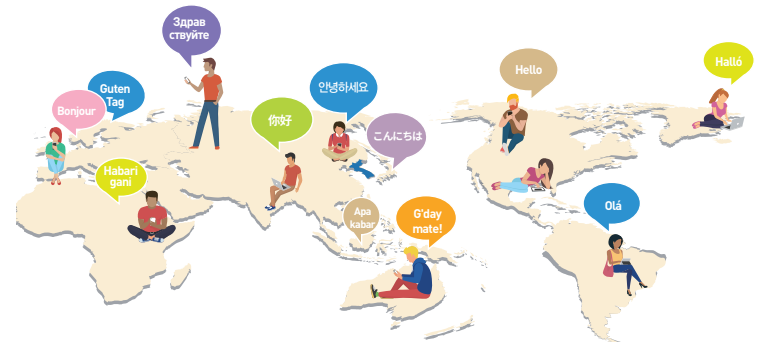 Здрав
ствуйте
Guten
Tag
Bonjour
Habari
gani
你好
안녕하세요
こんにちは
Apa
kabar
G'day
mate!
Hello
Halló
Olá